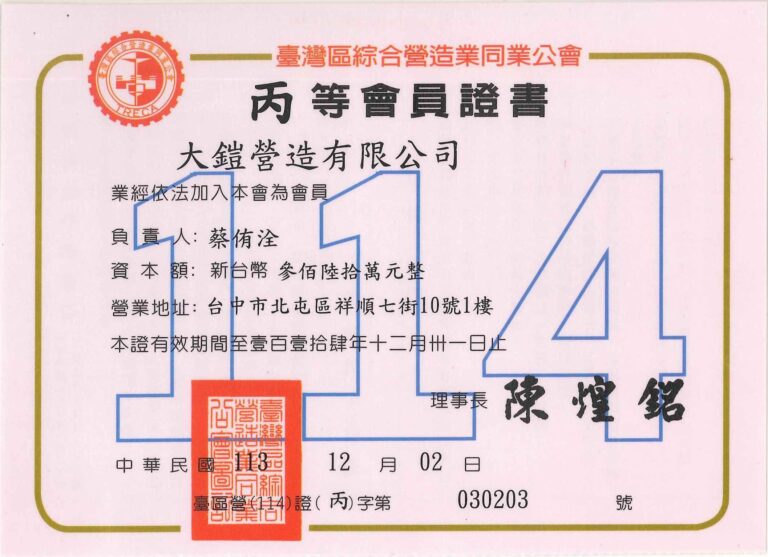 臺灣區綜合營造業同業公會
丙等會員證書
大鎧營造有限公司
業經依法加入本會為會員
負責人: 蔡侑洤
資本額: 新台幣 參佰陸拾萬元整
營業地址: 台中市北屯區祥順七街10號1樓
本證有效期間至壹百壹拾肆年十二月卅一日止
114
理事長 陳煌銘
中華民國 113 12 月 02 日
臺區營(114)證(丙)字第 030203 號
TRECA